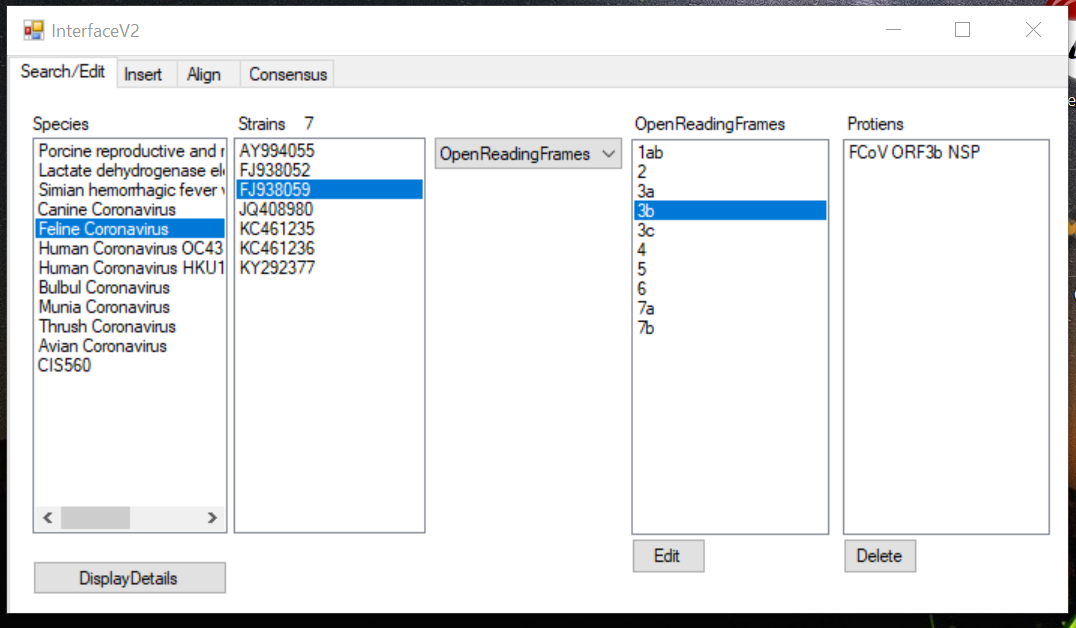 InterfaceV2
Search/Edit Insert Align Consensus
Species
Porcine reproductive and
Lactate dehydrogenase
Simian hemorrhagic fever
Canine Coronavirus
Feline Coronavirus
Human Coronavirus OC43
Human Coronavirus HKU1
Bulbul Coronavirus
Munia Coronavirus
Thrush Coronavirus
Avian Coronavirus
CIS560
DisplayDetails
Strains 7
AY994055
FJ938052
FJ938059
JQ408980
KC461235
KC461236
KY292377
OpenReadingFrames
OpenReadingFrames
1ab
2
3a
3b
3c
4
5
6
7a
7b
Edit
Protiens
FCoV ORF3b NSP
Delete